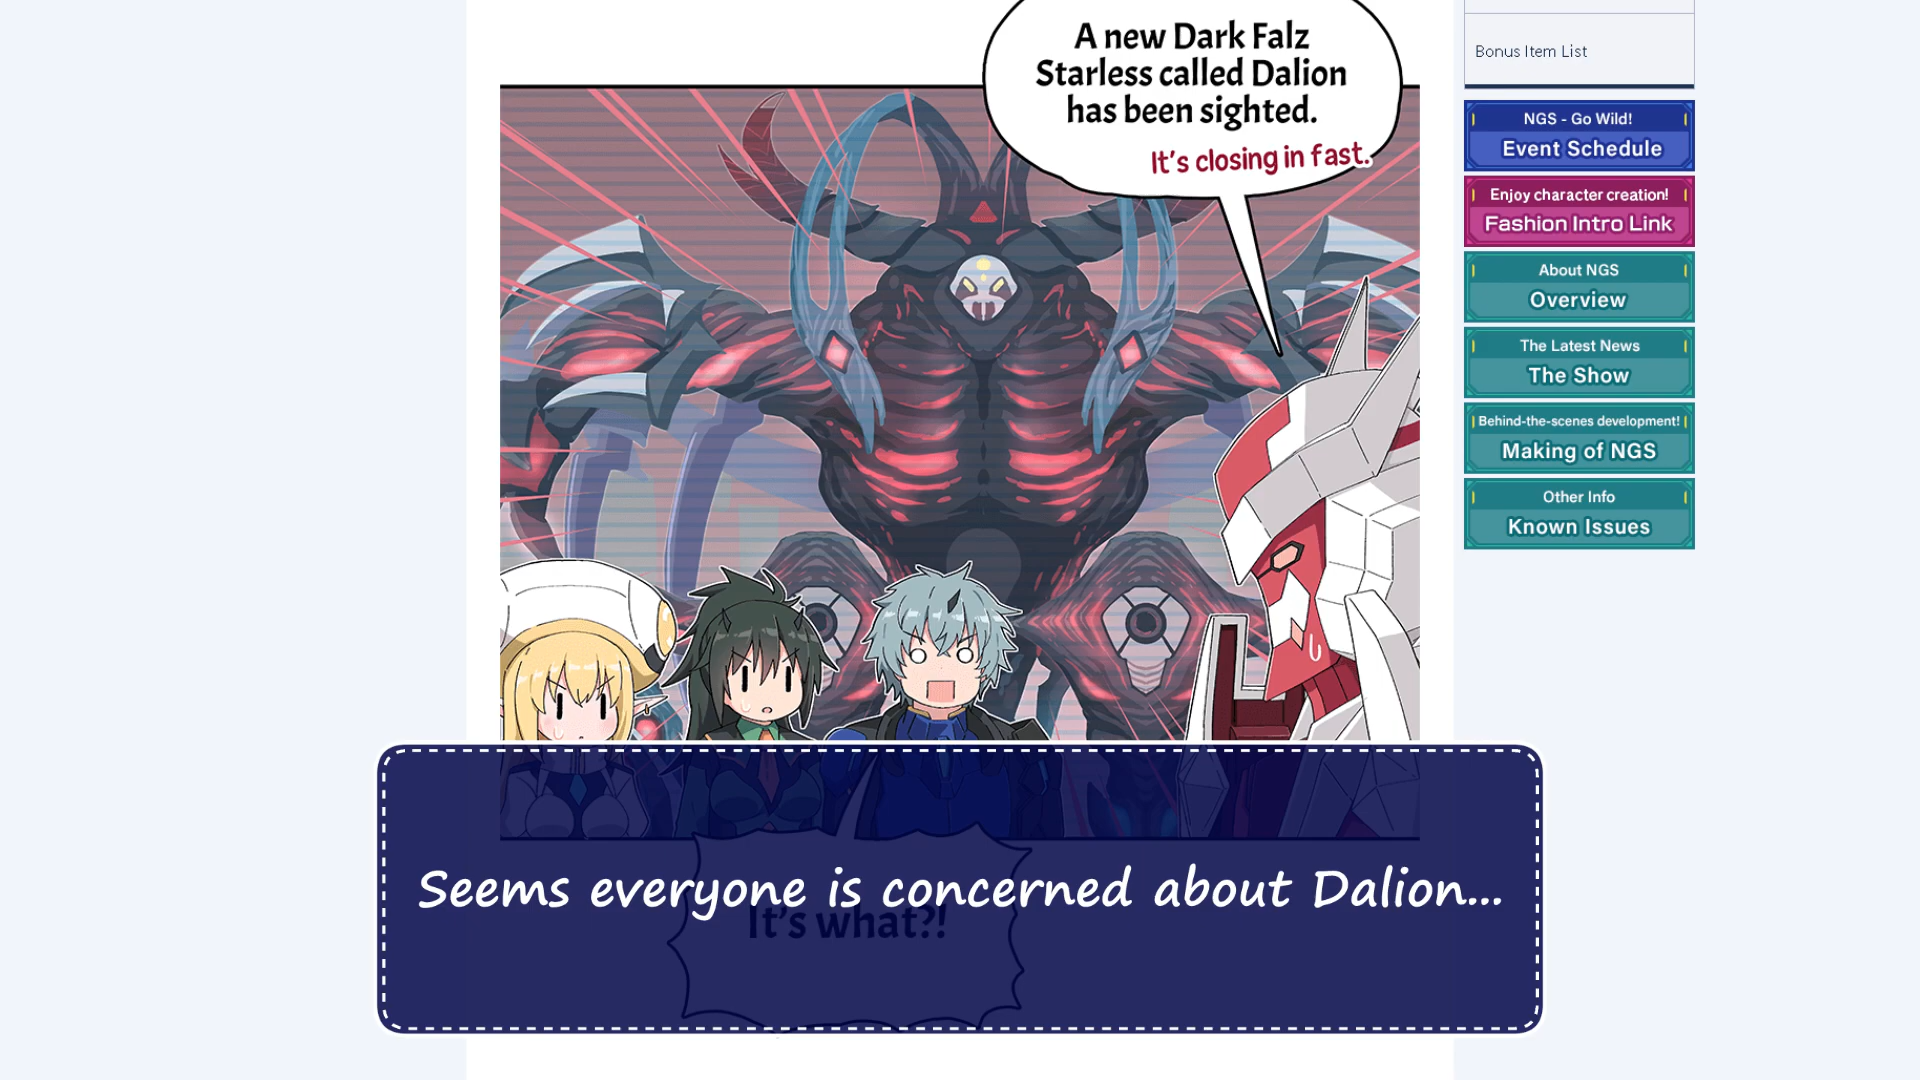 A new Dark Falz
Starless called Dalion
has been sighted.
It's closing in fast.
Seems everyone is concerned about Dalion...
It's what?!
Bonus Item List
NGS - Go Wild!
Event Schedule
Enjoy character creation!
Fashion Intro Link
About NGS
Overview
The Latest News
The Show
Behind-the-scenes development!
Making of NGS
Other Info
Known Issues